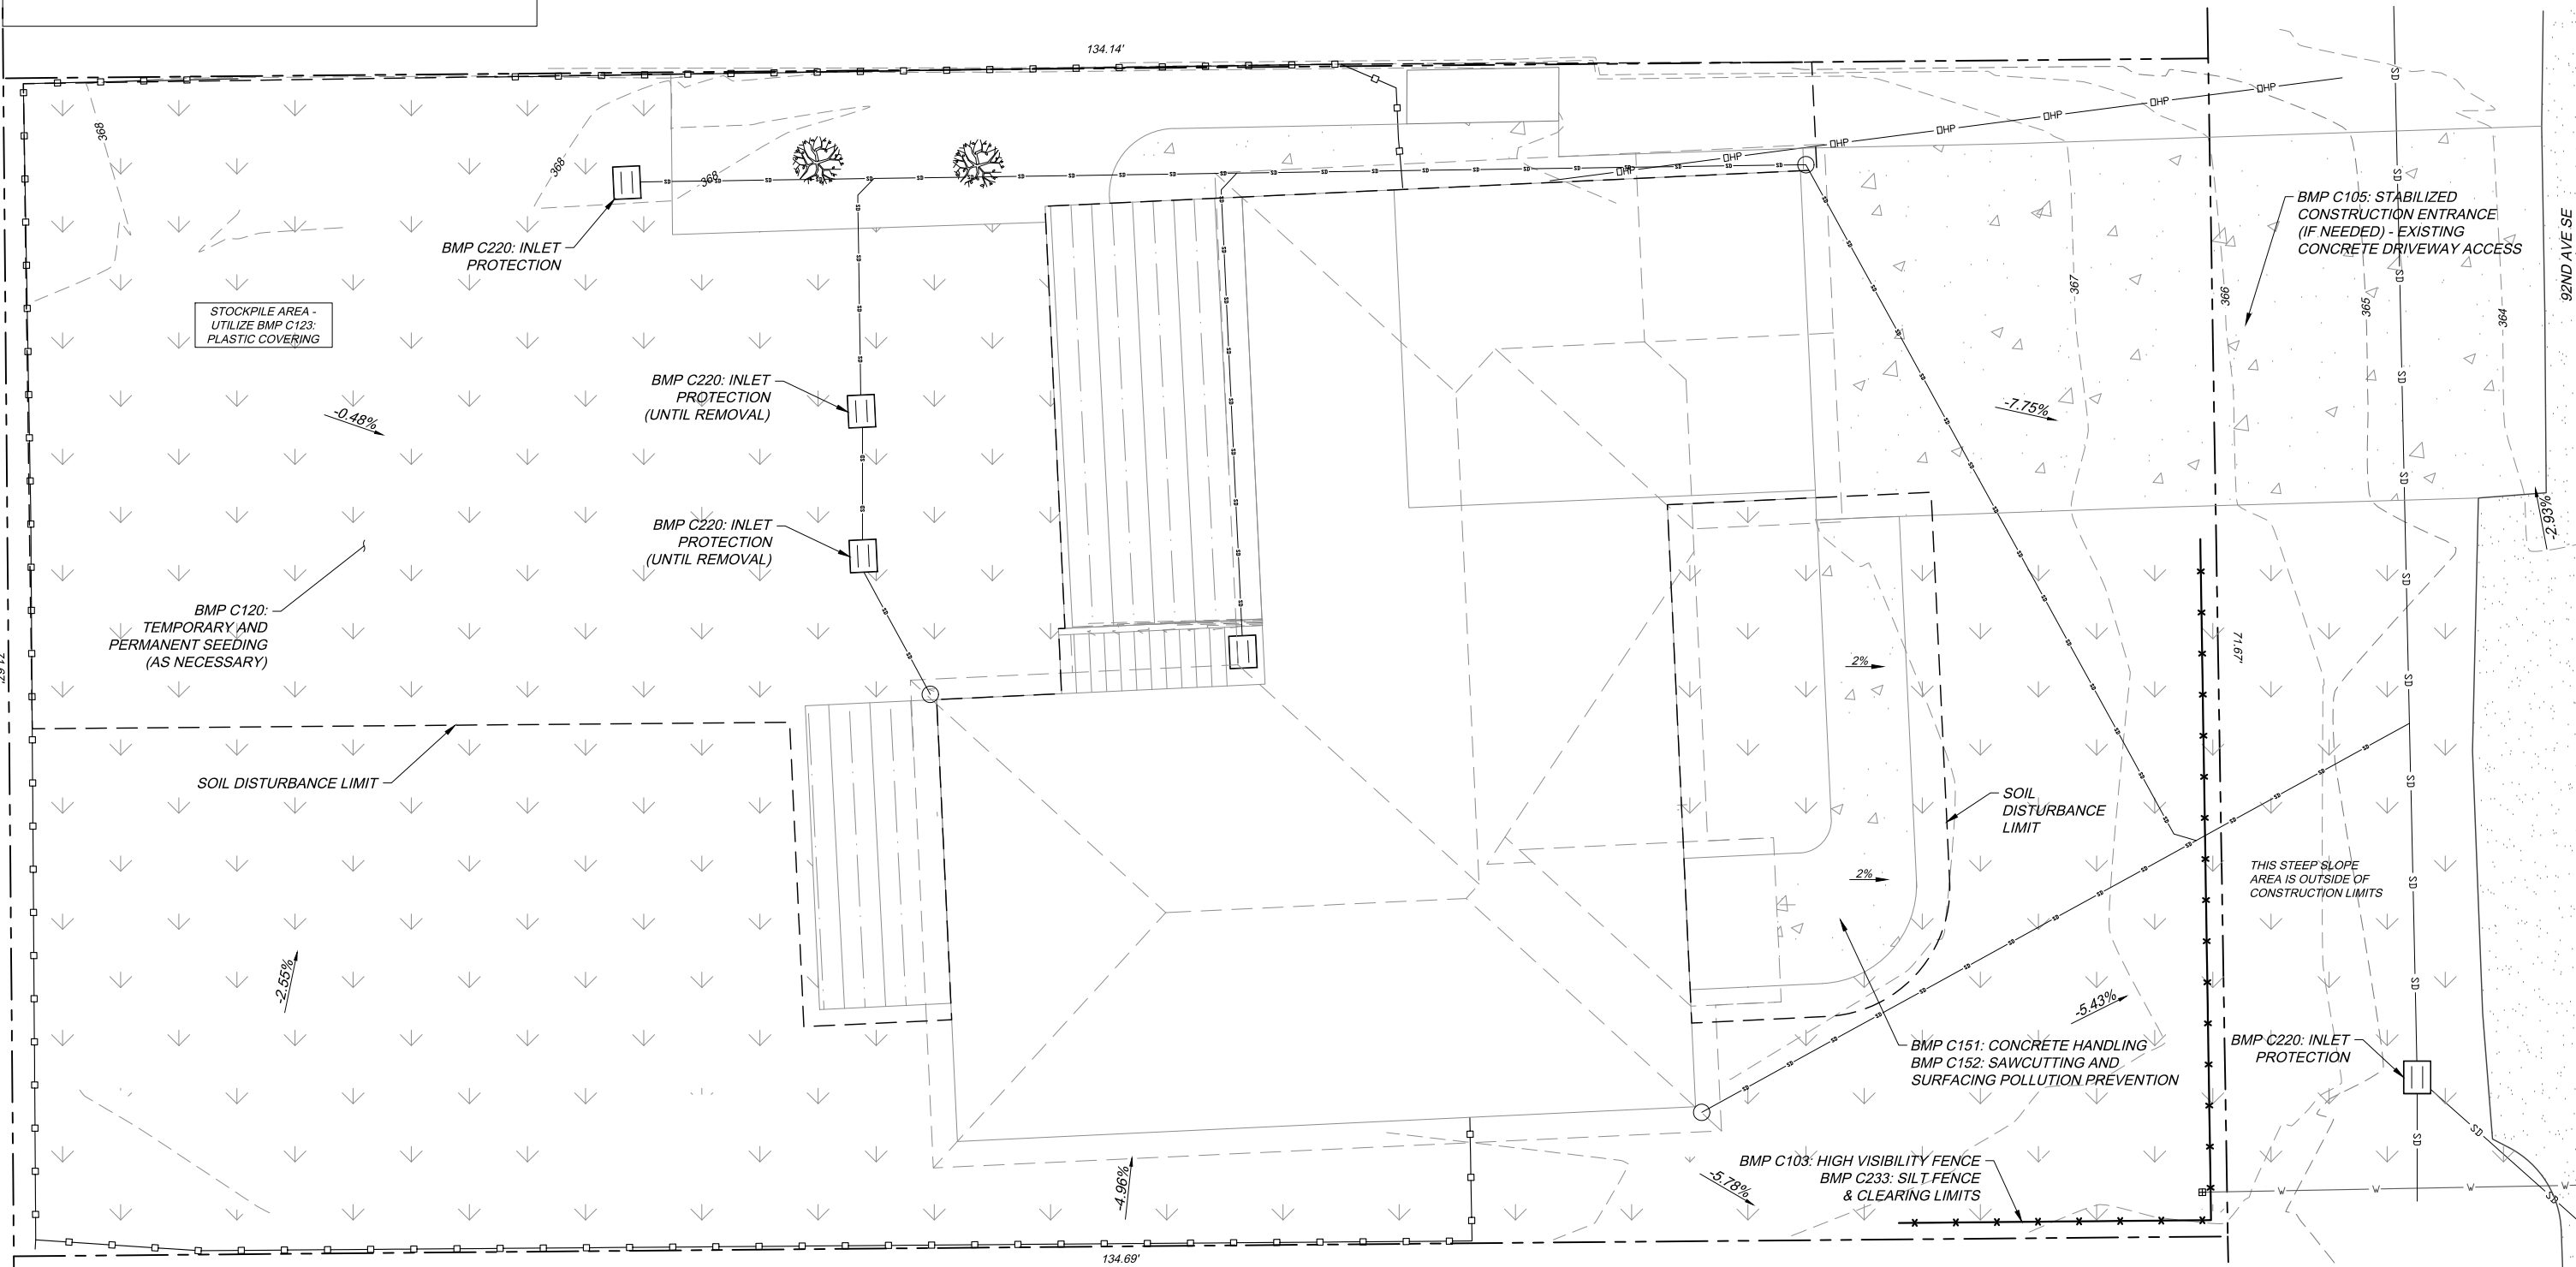 134.14'
368
368
368
OHP
OHP
OHP
OHP
OHP
OHP
OHP
BMP C105: STABILIZED
CONSTRUCTION ENTRANCE
(IF NEEDED) - EXISTING
CONCRETE DRIVEWAY ACCESS
92ND AVE SE
BMP C220: INLET
PROTECTION
STOCKPILE AREA -
UTILIZE BMP C123:
PLASTIC COVERING
367
366
365
364
BMP C220: INLET
PROTECTION
(UNTIL REMOVAL)
-0.48%
-7.75%
-2.93%
BMP C220: INLET
PROTECTION
(UNTIL REMOVAL)
BMP C120:
TEMPORARY AND
PERMANENT SEEDING
(AS NECESSARY)
71.67'
71.67'
2%
SOIL DISTURBANCE LIMIT
SOIL
DISTURBANCE
LIMIT
2%
THIS STEEP SLOPE
AREA IS OUTSIDE OF
CONSTRUCTION LIMITS
-2.55%
-5.43%
BMP C151: CONCRETE HANDLING
BMP C152: SAWCUTTING AND
SURFACING POLLUTION PREVENTION
BMP C220: INLET
PROTECTION
-4.96%
-5.78%
BMP C103: HIGH VISIBILITY FENCE
BMP C233: SILT FENCE
& CLEARING LIMITS
SD
SD
SD
SD
SD
SD
SD
SD
SD
SD
SD
SD
SD
W
W
W
W
134.69'